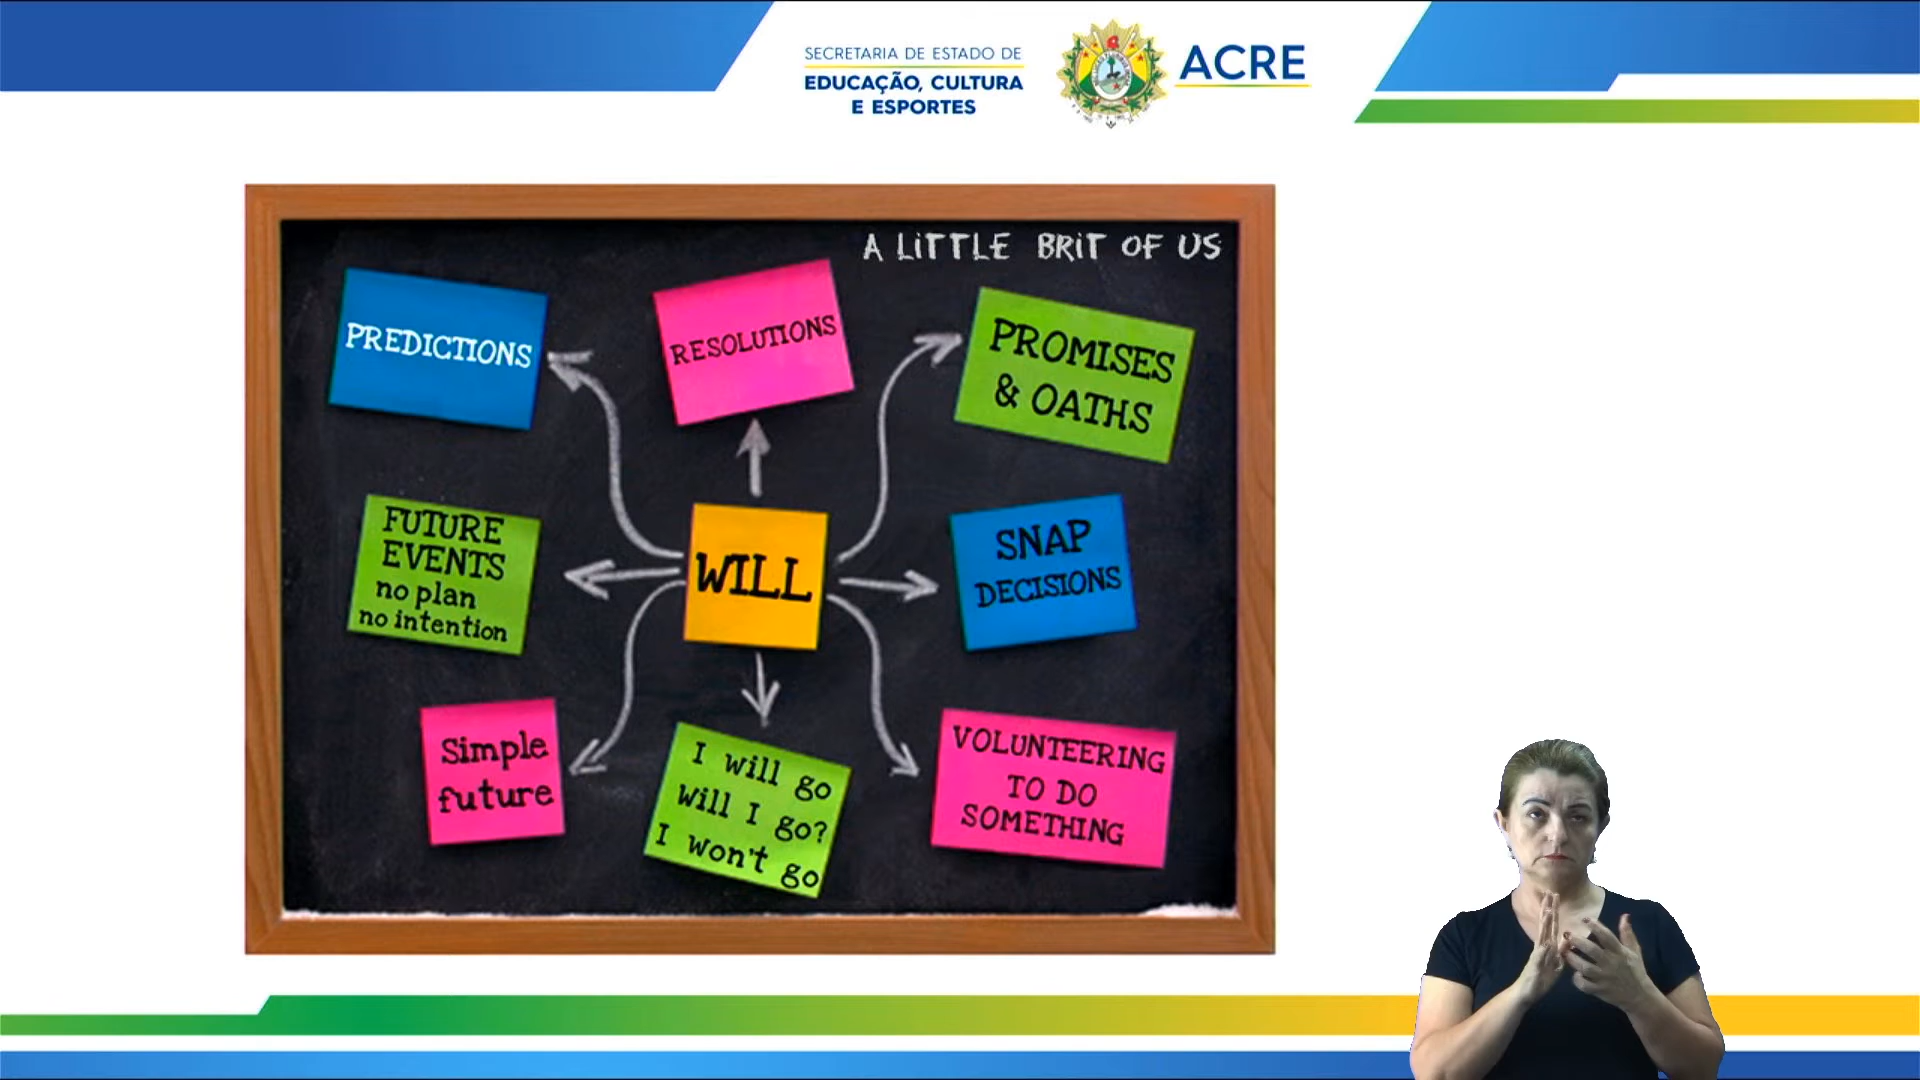 SECRETARIA DE ESTADO DE
EDUCAÇÃO, CULTURA
E ESPORTES
ACRE
A LITTLE BRIT OF US
PREDICTIONS
RESOLUTIONS
PROMISES
& OATHS
FUTURE
EVENTS
no plan
no intention
WILL
SNAP
DECISIONS
Simple
future
I will go
Will I go?
I won't go
VOLUNTEERING
TO DO
SOMETHING